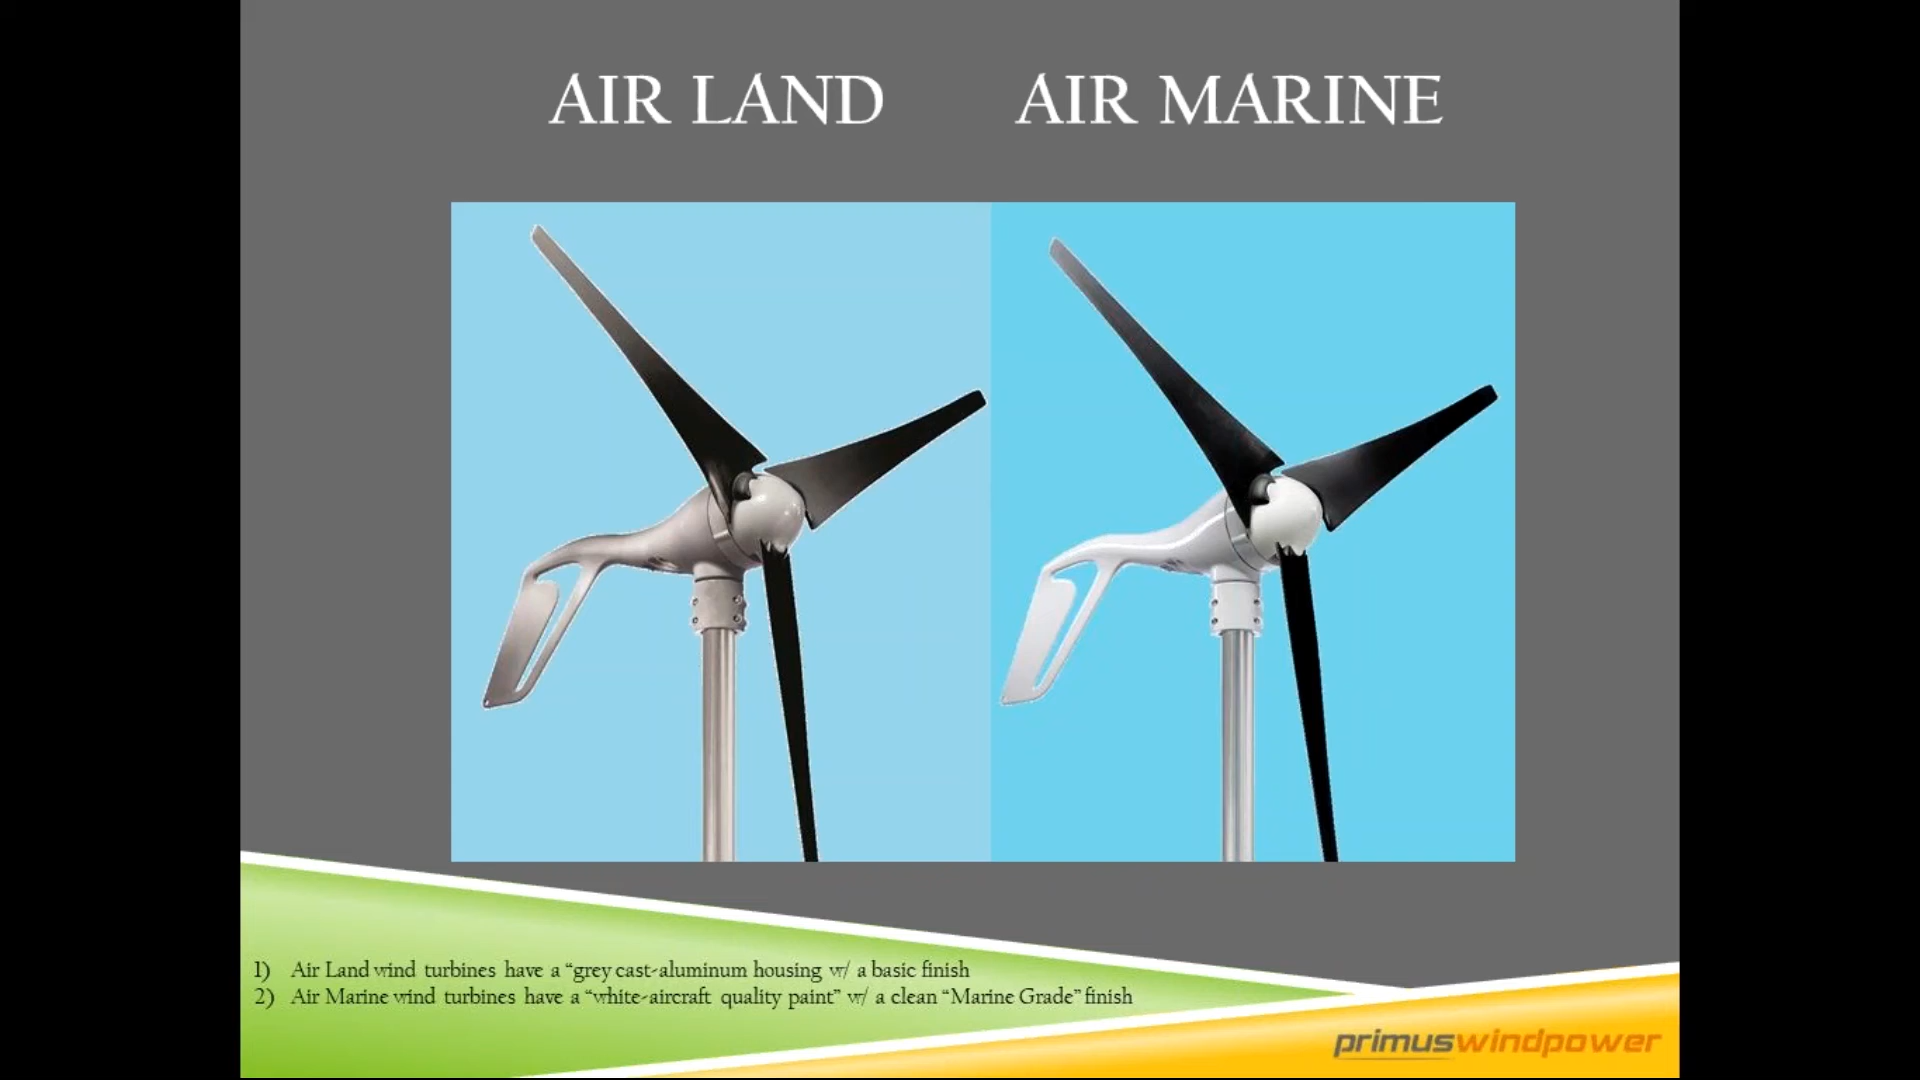 AIR LAND AIR MARINE
1) Air Land wind turbines have a “grey cast-aluminum housing w/ a basic finish
2) Air Marine wind turbines have a “white-aircraft quality paint” w/ a clean “Marine Grade” finish
primuswindpower